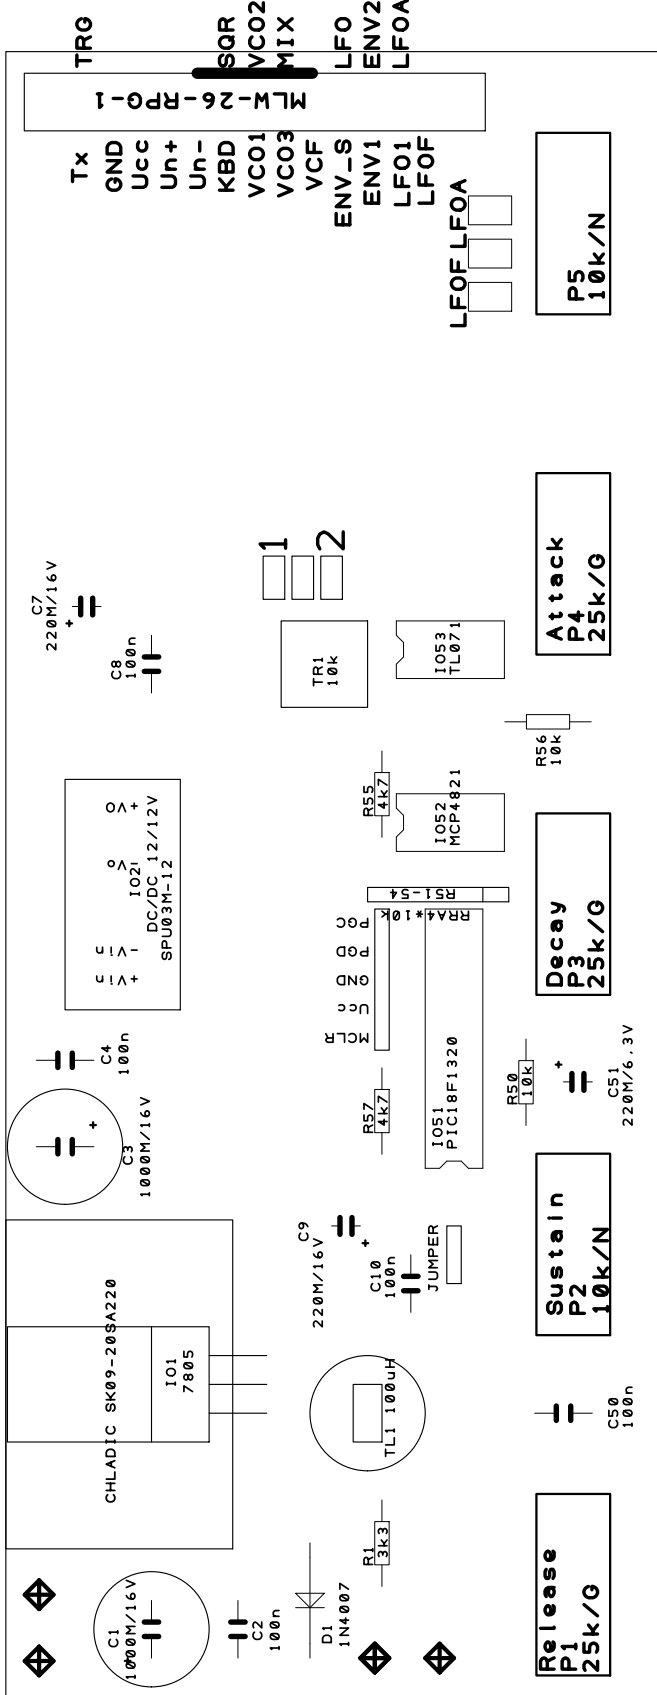 TRG
SQR
VCO2
MIX
LFO
ENV2
LFOA
MLW-26-RPG-1
Tx
GND
Ucc
Un+
Un-
KBD
VCO1
VCO3
VCF
ENV_S
ENV1
LFO1
LFOF
LFOF LFOA
P5
10k/N
1
2
C7
220M/16V
+
C8
100n
TR1
10k
IO53
TL071
Attack
P4
25k/G
R56
10k
+Vo
-Vo
IO2
DC/DC 12/12V
SPU03M-12
-Vin
+Vin
R55
4k7
IO52
MCP4821
R51-54
RRA4*10k
PGC
PGD
GND
Ucc
MCLR
Decay
P3
25k/G
C4
100n
C3
1000M/16V
+
R57
4k7
IO51
PIC18F1320
R50
10k
+
C51
220M/6.3V
C9
220M/16V
+
C10
100n
JUMPER
Sustain
P2
10k/N
CHLADIC SK09-20SA220
IO1
7805
TL1 100uH
C50
100n
R1
3k3
C1
1000M/16V
+
C2
100n
D1
1N4007
Release
P1
25k/G